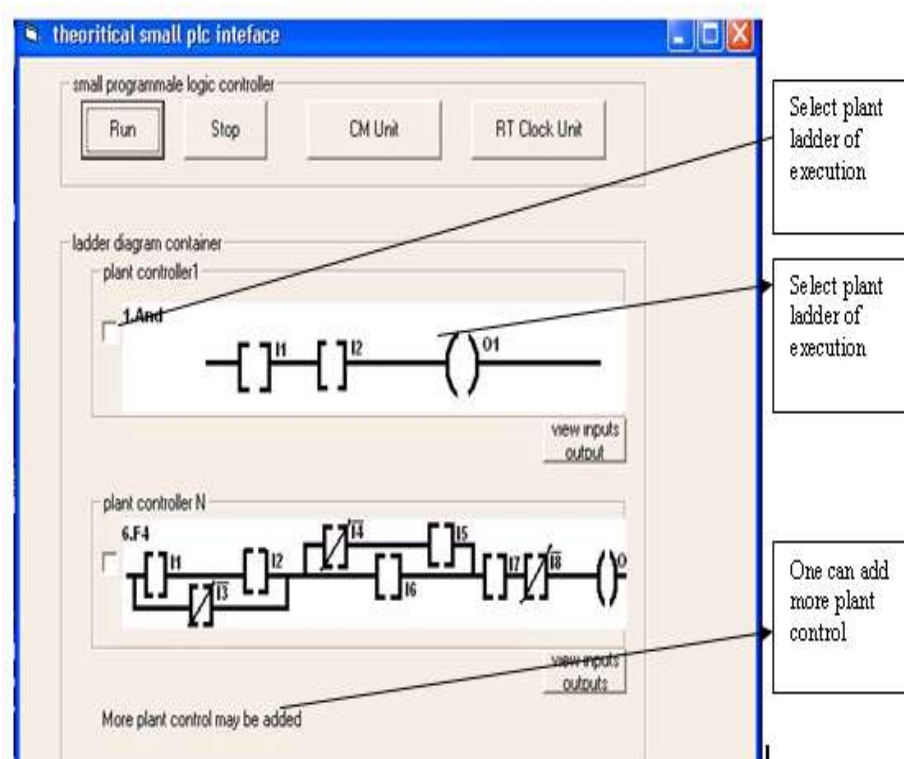 theoritical small plc inteface
small programmale logic controller
Run
Stop
CM Unit
RT Clock Unit
ladder diagram container
plant controller1
1.And
I1
I2
O1
view inputs
output
plant controller N
6.F4
I1
I2
I3
I4
I5
I6
I7
I8
O
view inputs
outputs
More plant control may be added
Select plant
ladder of
execution
Select plant
ladder of
execution
One can add
more plant
control